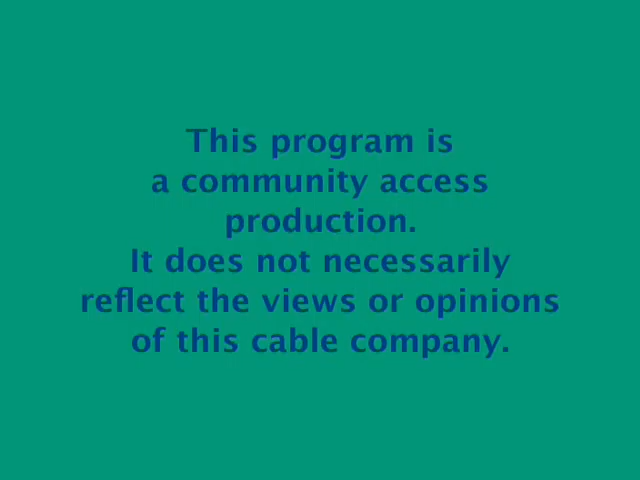 This program is
a community access
production.
It does not necessarily
reflect the views or opinions
of this cable company.